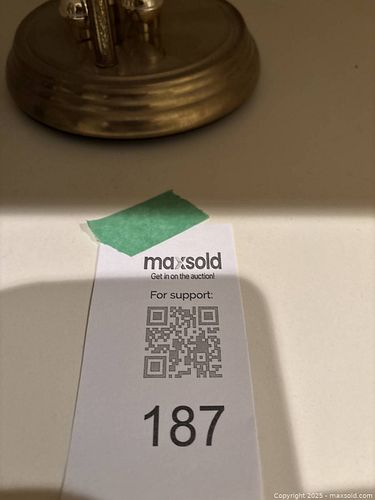 maxsold
Get in on the auction!
For support:
187
Copyright 2025 - maxsold.com